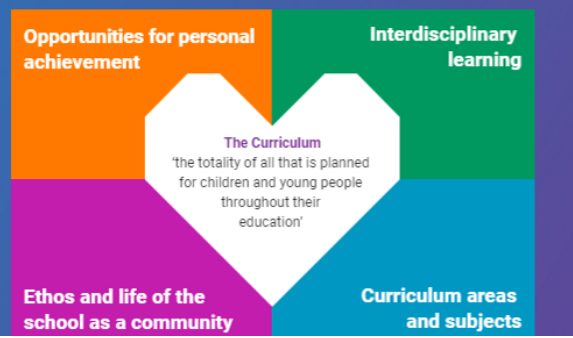 Opportunities for personal
achievement
Interdisciplinary
learning
The Curriculum
'the totality of all that is planned
for children and young people
throughout their
education'
Ethos and life of the
school as a community
Curriculum areas
and subjects